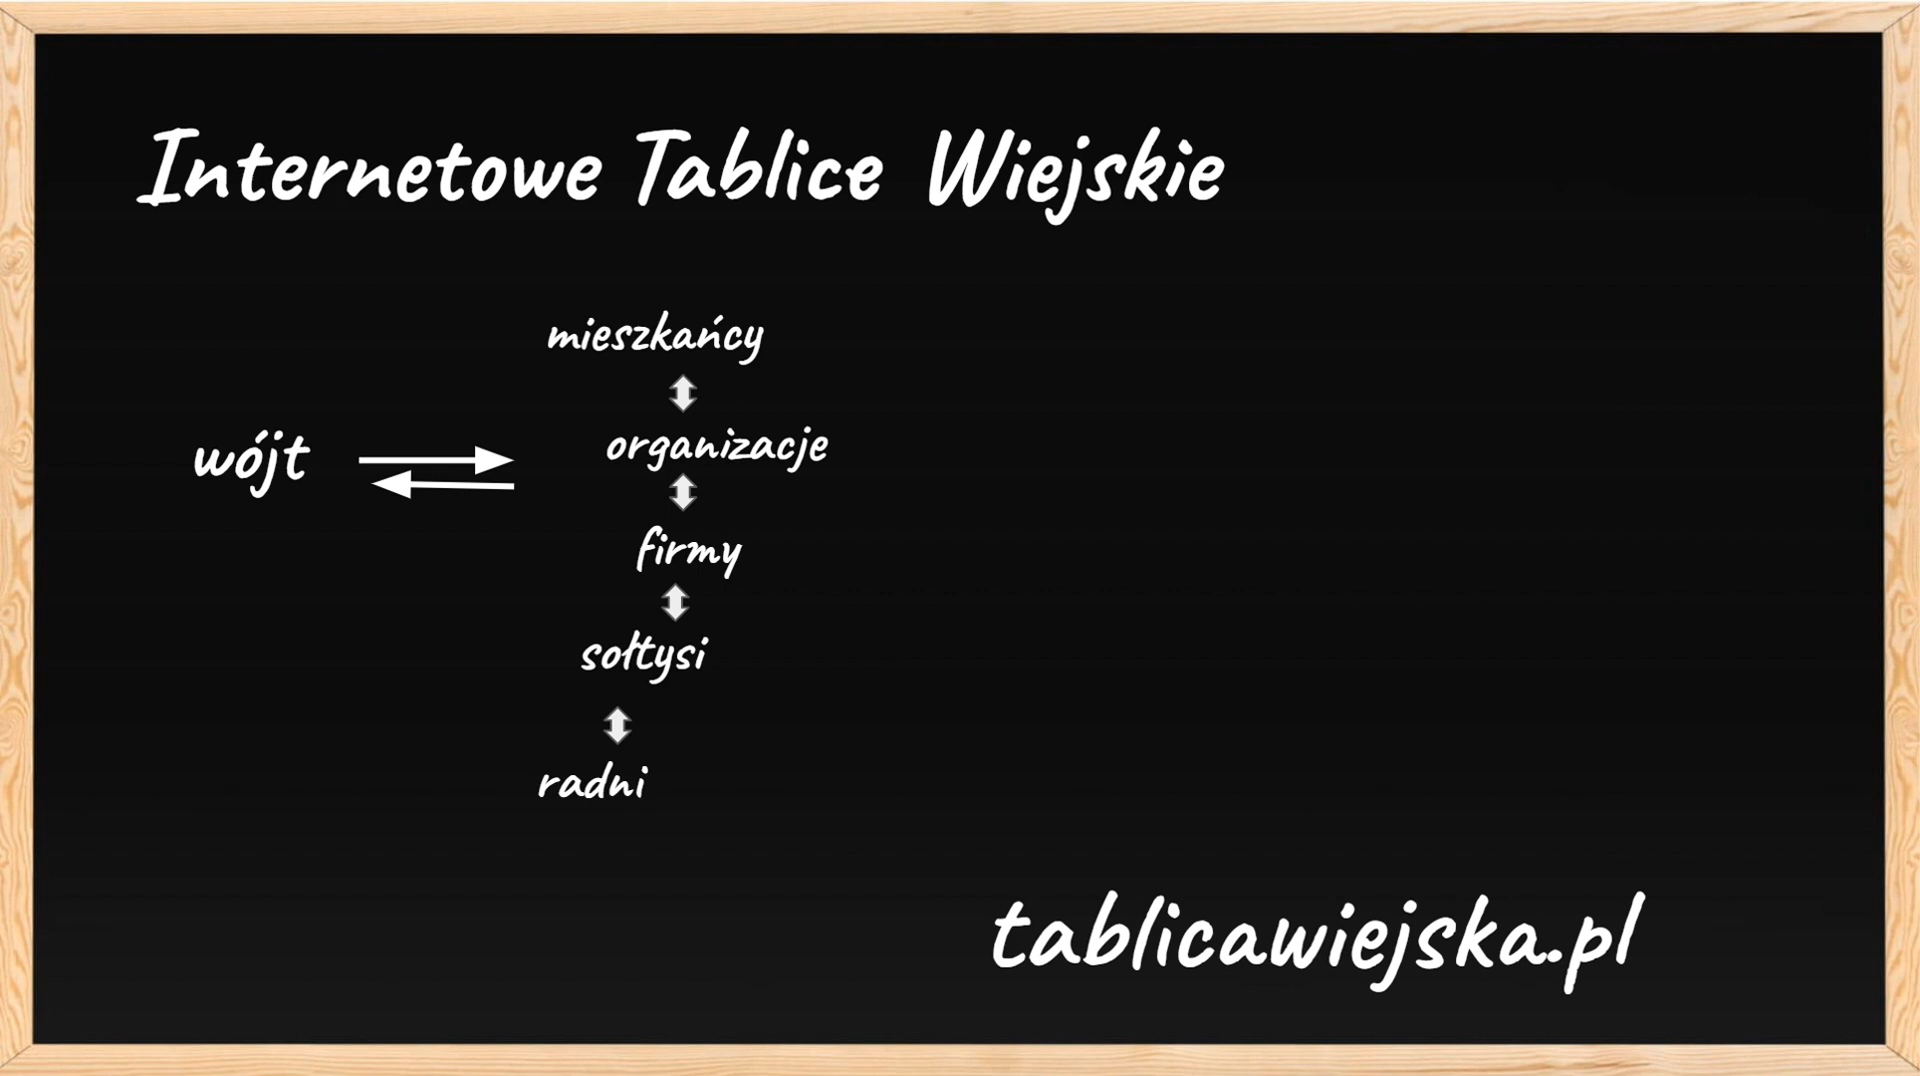 Internetowe Tablice Wiejskie
mieszkańcy
organizacje
wójt
firmy
sołtysi
radni
tablicawiejska.pl